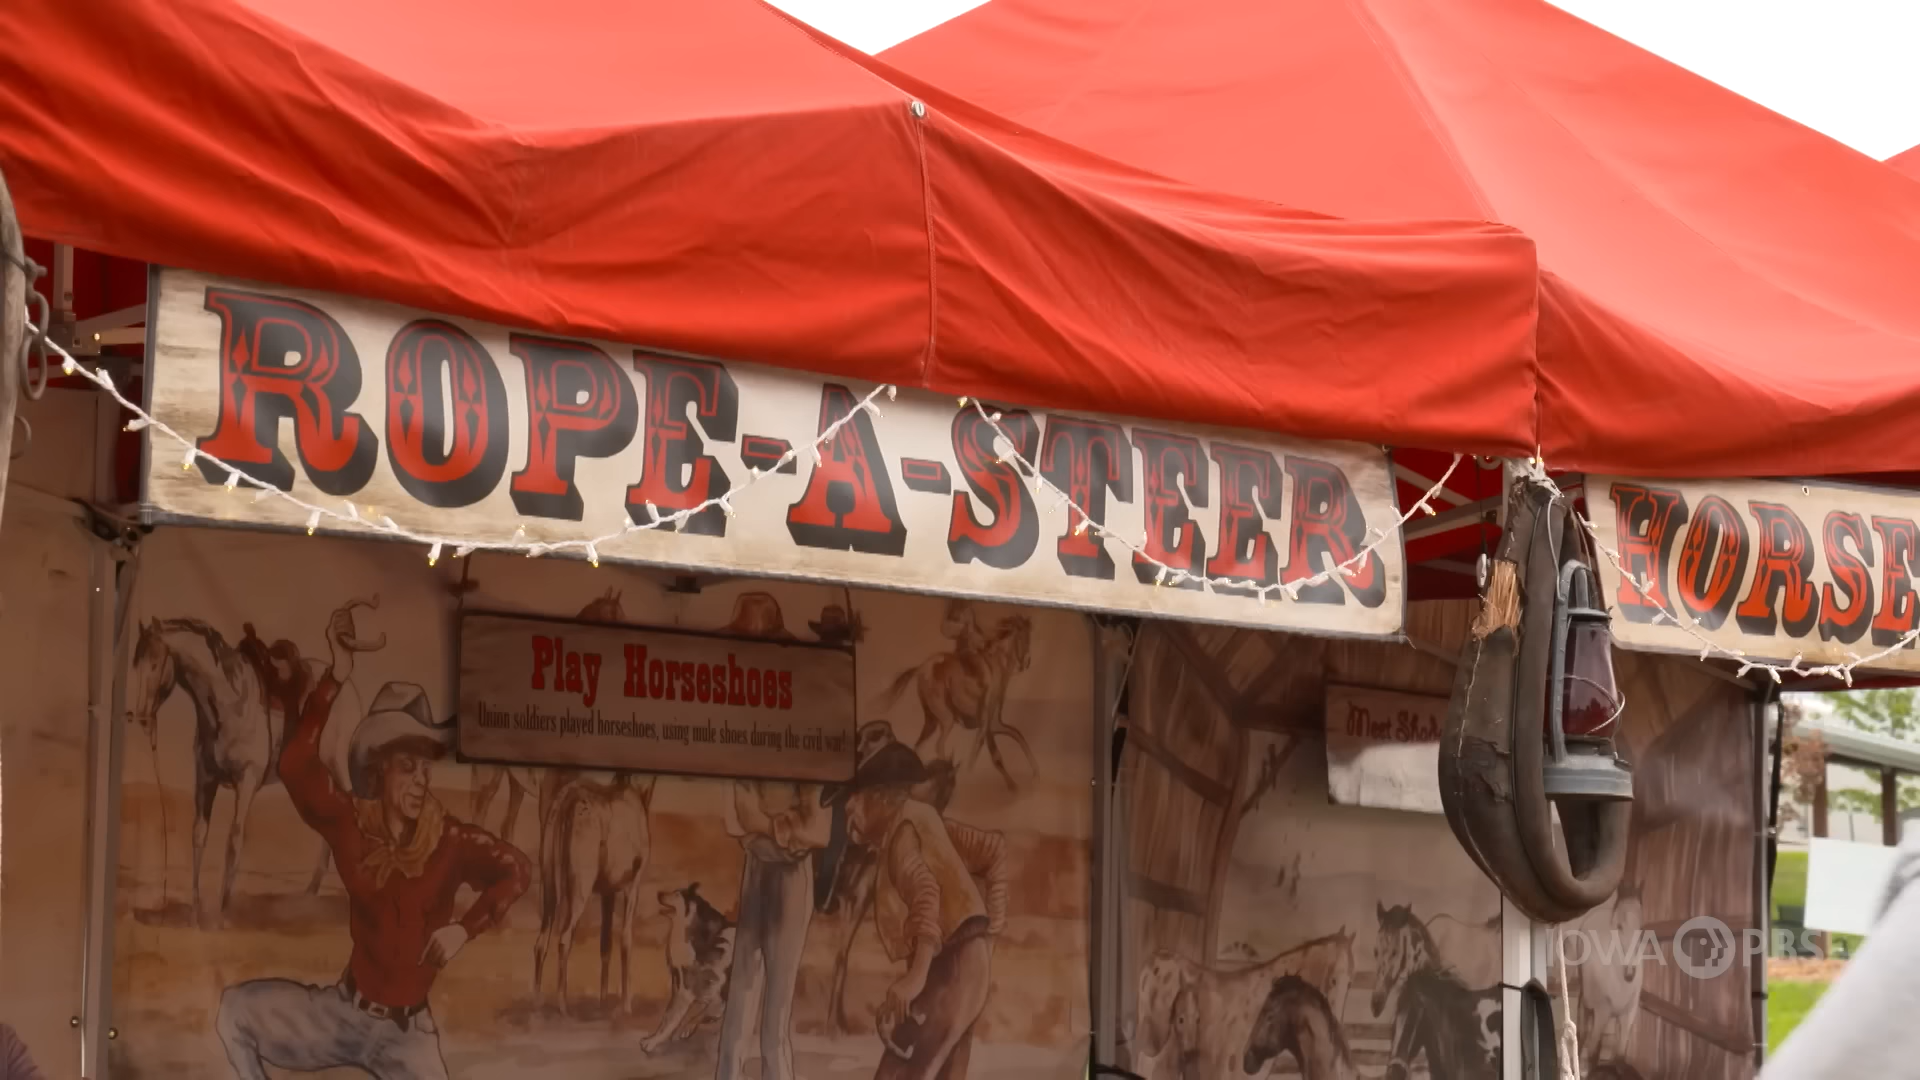 ROPE-A-STEER
HORSE
Play Horseshoes
Union soldiers played horseshoes, using mule shoes during the civil war!
Meet
IOWA PBS